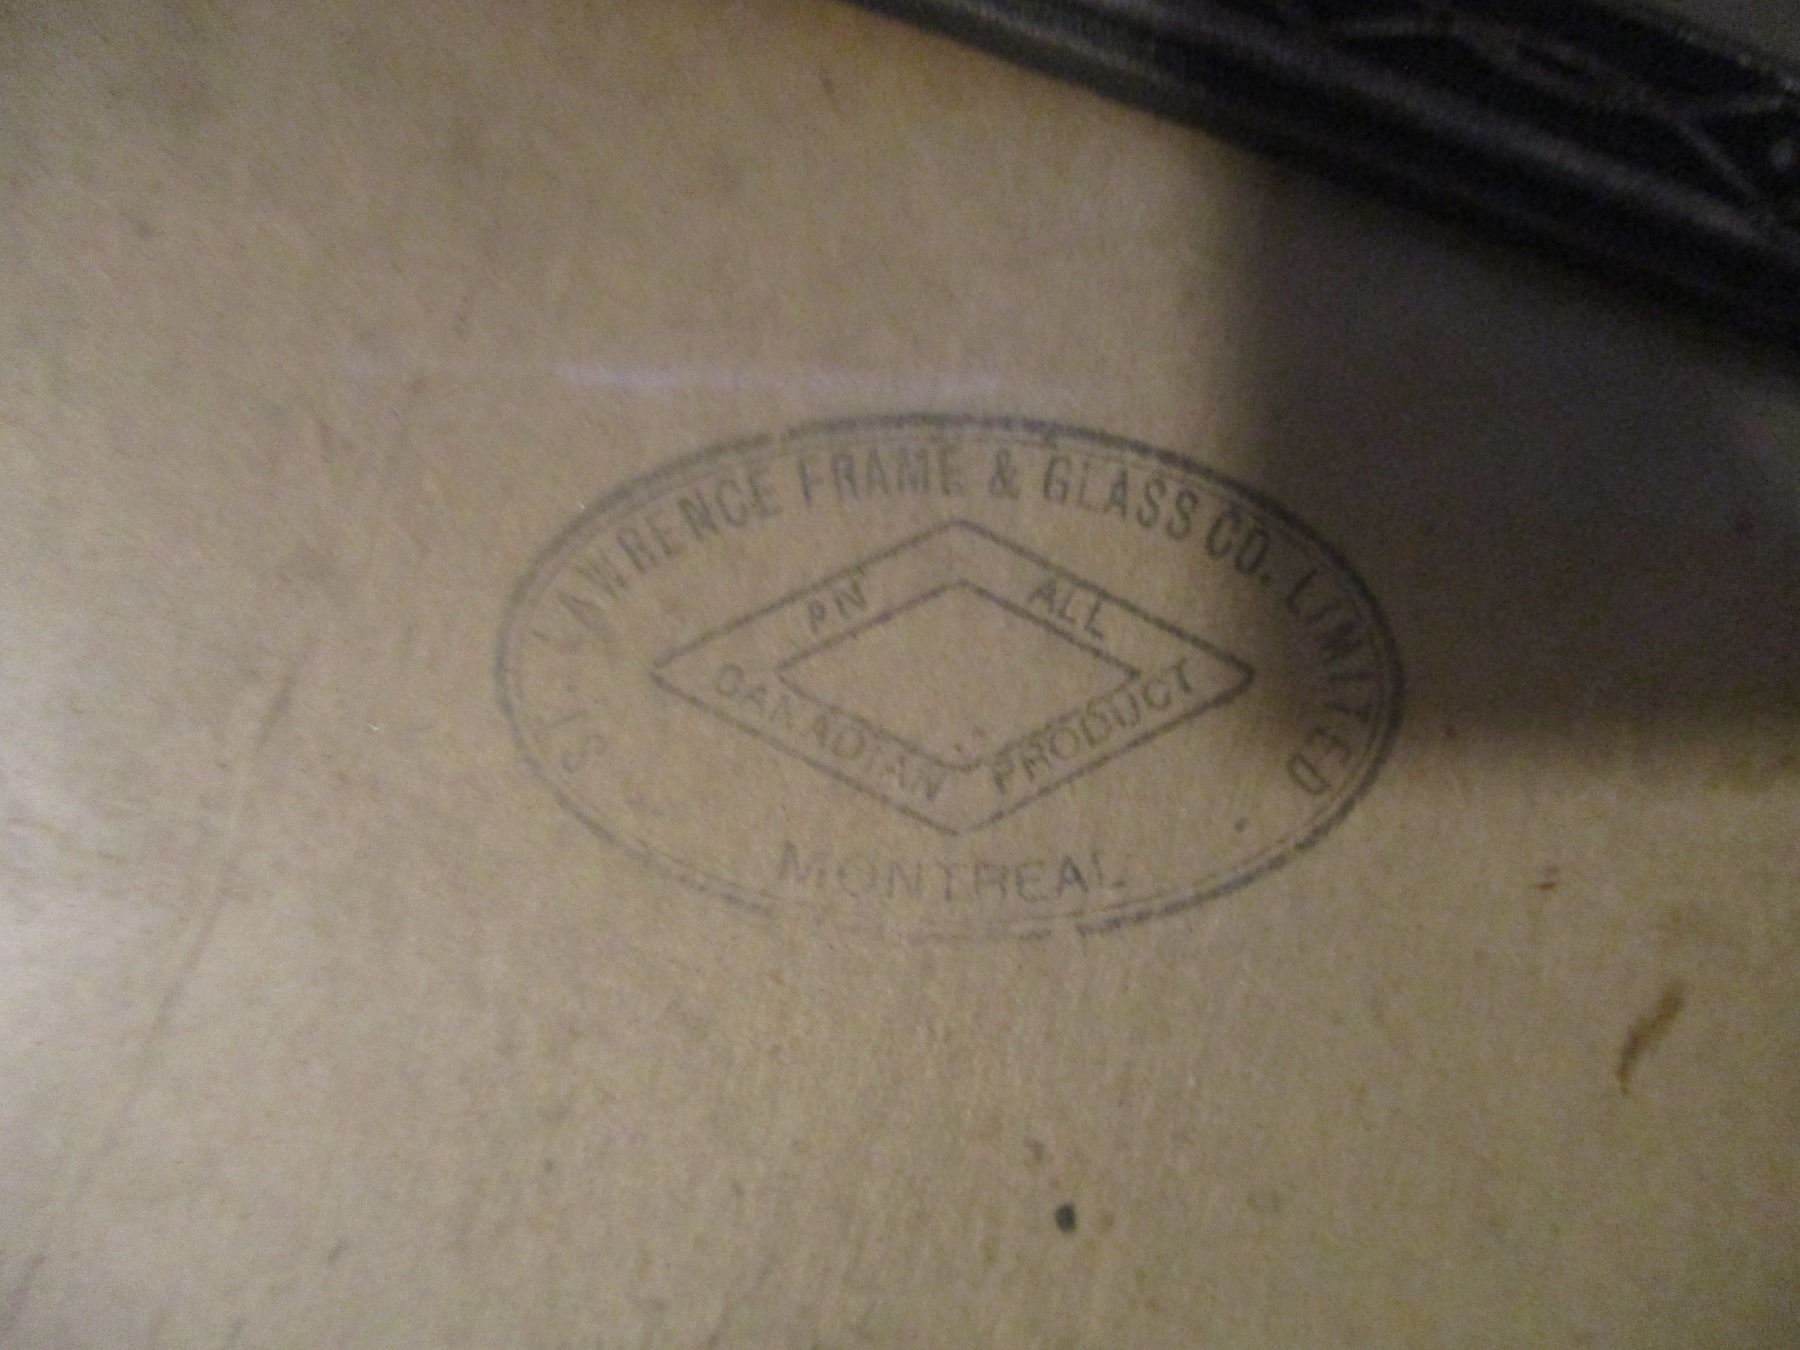 ST. LAWRENCE FRAME & GLASS CO. LIMITED
AN ALL
CANADIAN PRODUCT
MONTREAL